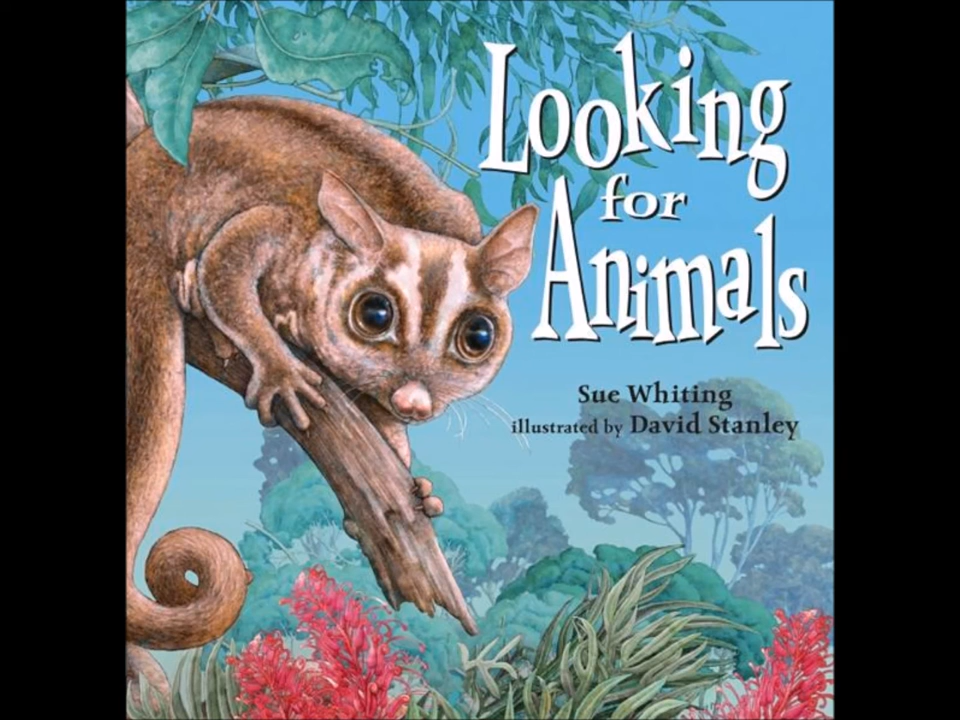 Looking
for
Animals
Sue Whiting
illustrated by David Stanley